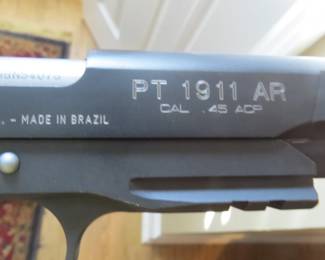 PT 1911 AR
CAL. .45 ACP
. - MADE IN BRAZIL